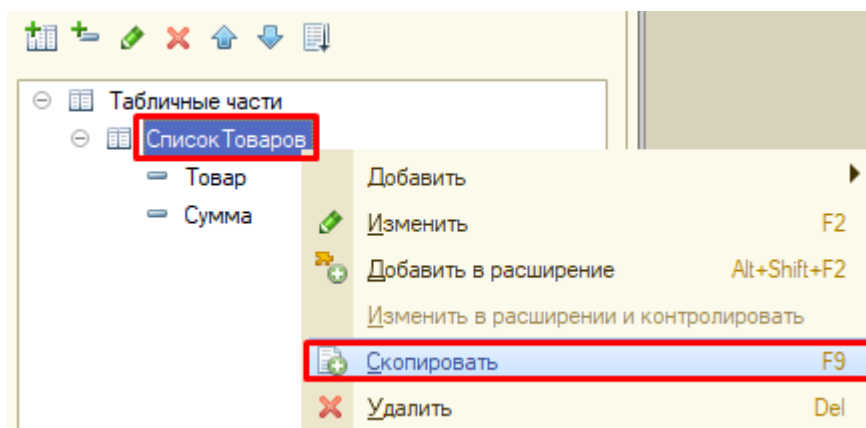 Табличные части
СписокТоваров
Товар
Сумма
Добавить
Изменить F2
Добавить в расширение Alt+Shift+F2
Изменить в расширении и контролировать
Скопировать F9
Удалить Del